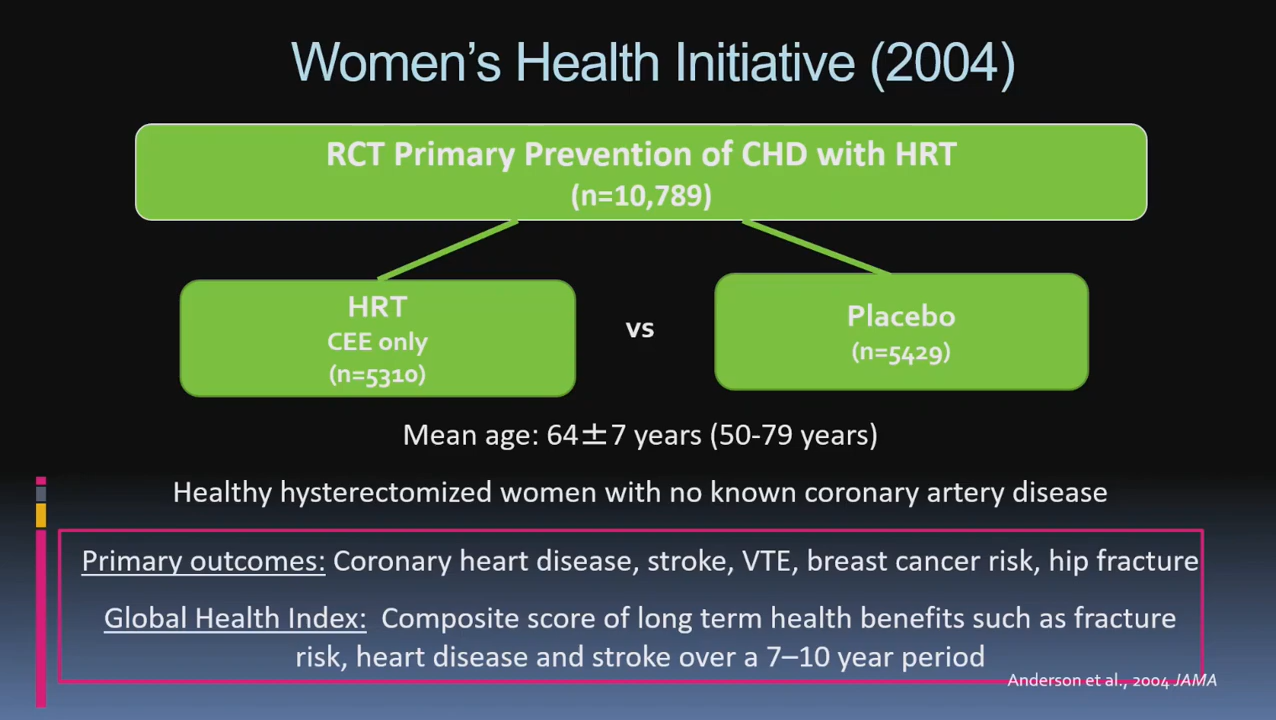 Women’s Health Initiative (2004)
RCT Primary Prevention of CHD with HRT
(n=10,789)
HRT
CEE only
(n=5310)
vs
Placebo
(n=5429)
Mean age: 64±7 years (50-79 years)
Healthy hysterectomized women with no known coronary artery disease
Primary outcomes: Coronary heart disease, stroke, VTE, breast cancer risk, hip fracture
Global Health Index: Composite score of long term health benefits such as fracture
risk, heart disease and stroke over a 7–10 year period
Anderson et al., 2004 JAMA